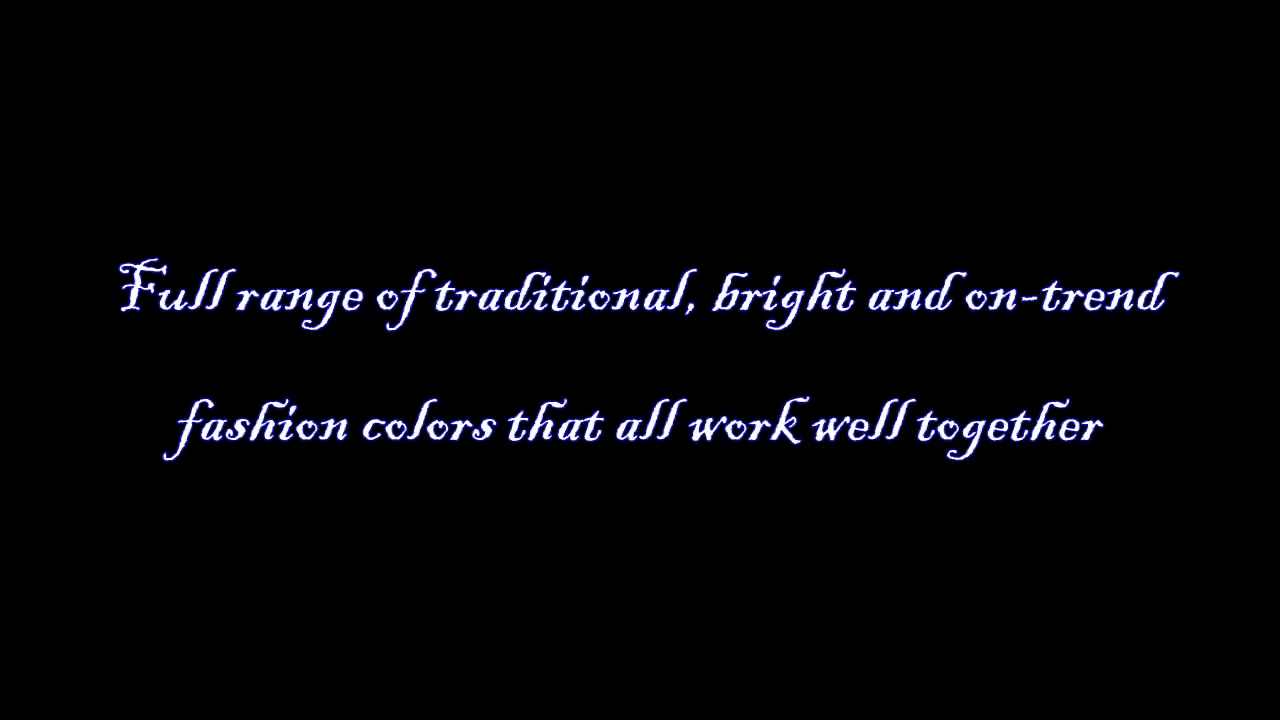 Full range of traditional, bright and on-trend
fashion colors that all work well together